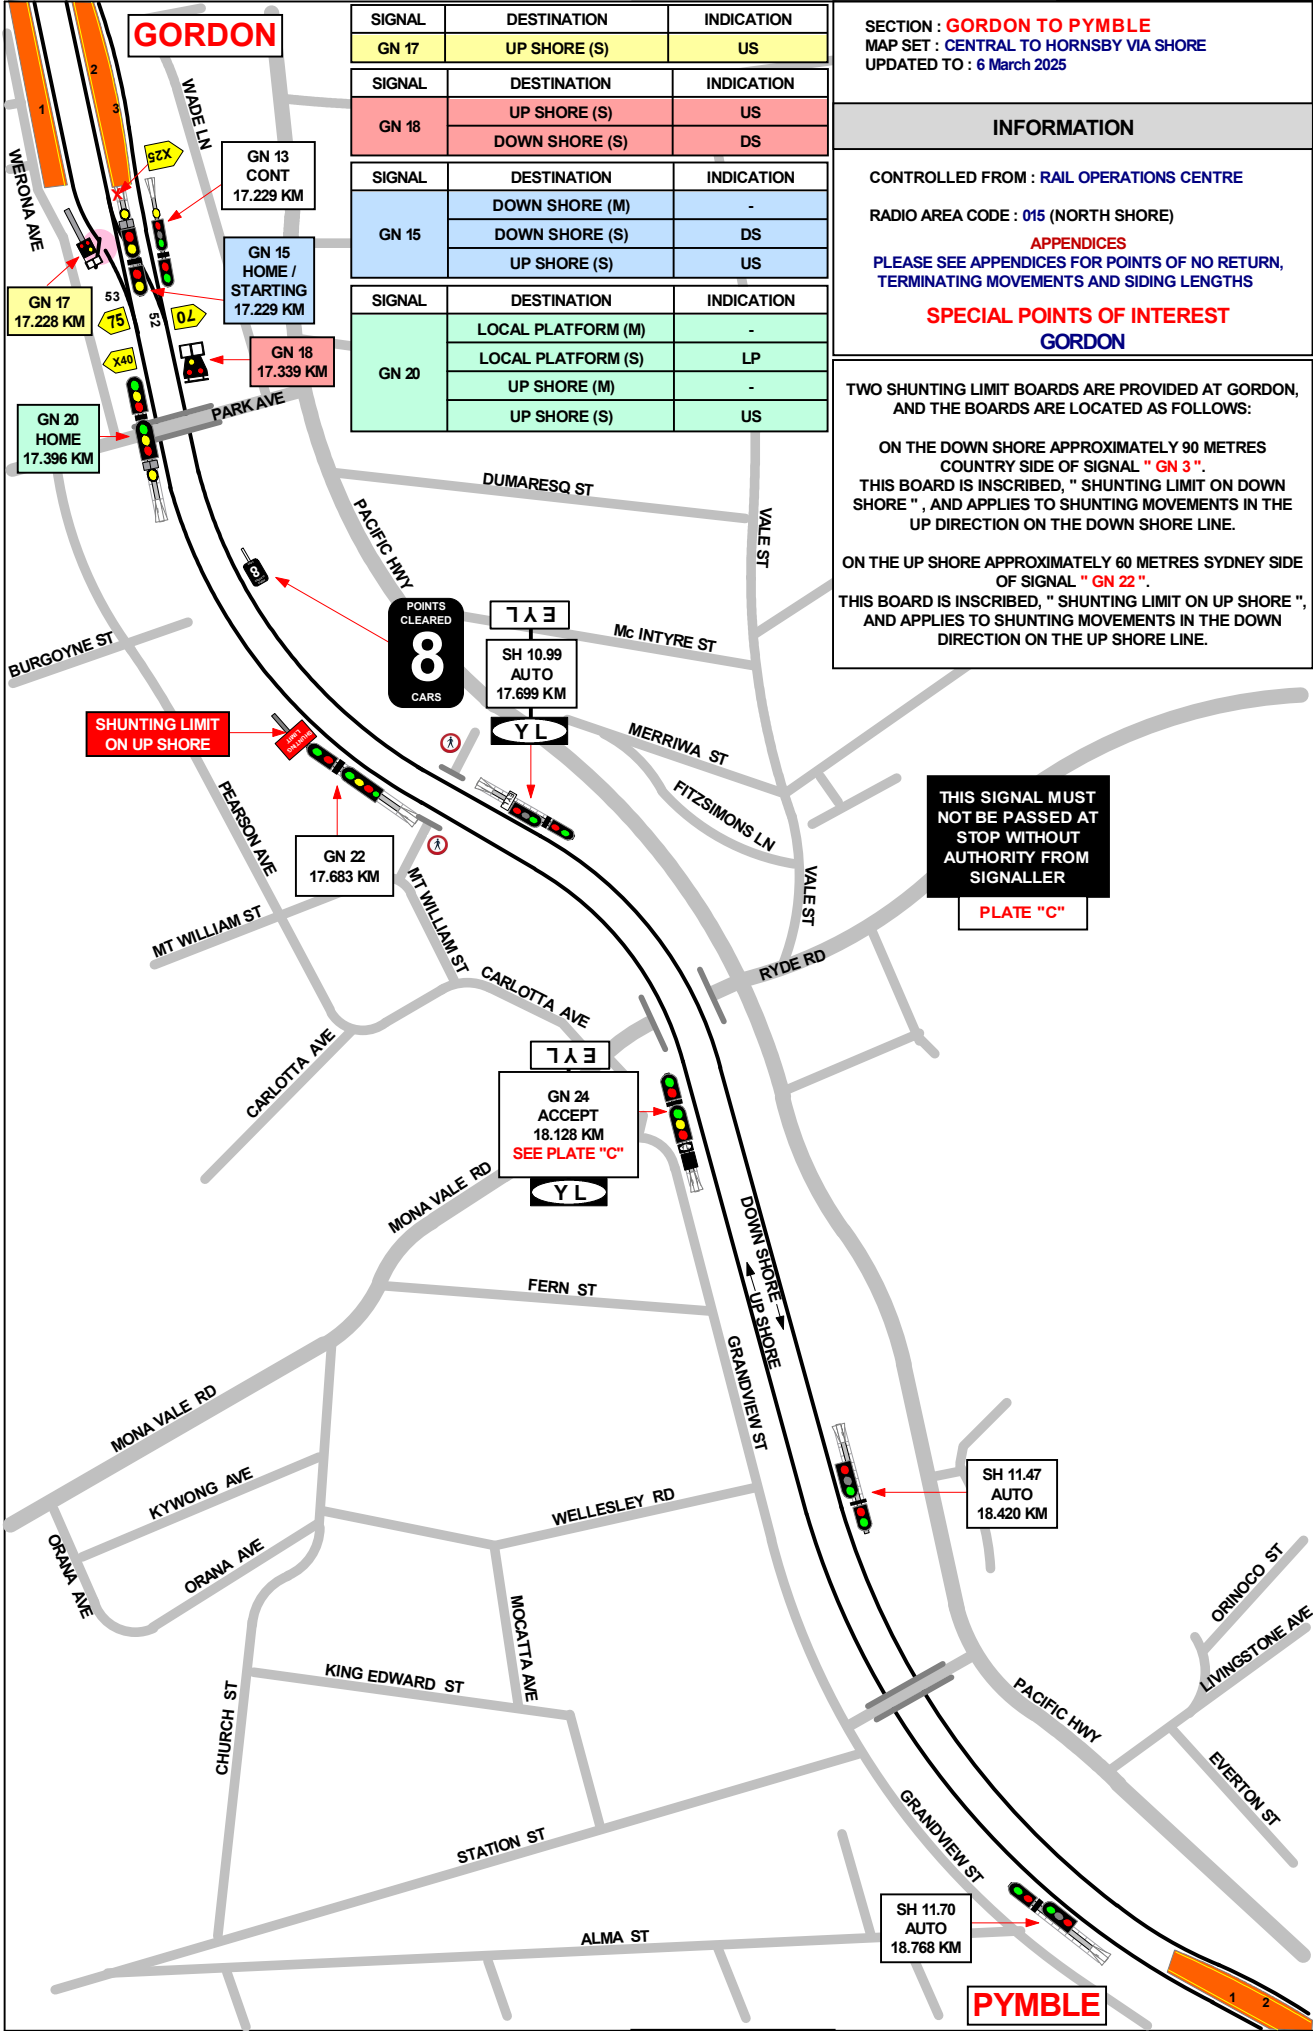 GORDON
SIGNAL DESTINATION INDICATION
GN 17 UP SHORE (S) US
SIGNAL DESTINATION INDICATION
GN 18
UP SHORE (S) US
DOWN SHORE (S) DS
SIGNAL DESTINATION INDICATION
GN 15
DOWN SHORE (M) -
DOWN SHORE (S) DS
UP SHORE (S) US
SIGNAL DESTINATION INDICATION
GN 20
LOCAL PLATFORM (M) -
LOCAL PLATFORM (S) LP
UP SHORE (M) -
UP SHORE (S) US
SECTION : GORDON TO PYMBLE
MAP SET : CENTRAL TO HORNSBY VIA SHORE
UPDATED TO : 6 March 2025
INFORMATION
CONTROLLED FROM : RAIL OPERATIONS CENTRE
RADIO AREA CODE : 015 (NORTH SHORE)
APPENDICES
PLEASE SEE APPENDICES FOR POINTS OF NO RETURN,
TERMINATING MOVEMENTS AND SIDING LENGTHS
SPECIAL POINTS OF INTEREST
GORDON
TWO SHUNTING LIMIT BOARDS ARE PROVIDED AT GORDON,
AND THE BOARDS ARE LOCATED AS FOLLOWS:
ON THE DOWN SHORE APPROXIMATELY 90 METRES
COUNTRY SIDE OF SIGNAL " GN 3 ".
THIS BOARD IS INSCRIBED, " SHUNTING LIMIT ON DOWN
SHORE " , AND APPLIES TO SHUNTING MOVEMENTS IN THE
UP DIRECTION ON THE DOWN SHORE LINE.
ON THE UP SHORE APPROXIMATELY 60 METRES SYDNEY SIDE
OF SIGNAL " GN 22 ".
THIS BOARD IS INSCRIBED, " SHUNTING LIMIT ON UP SHORE ",
AND APPLIES TO SHUNTING MOVEMENTS IN THE DOWN
DIRECTION ON THE UP SHORE LINE.
1
2
3
WADE LN
WERONA AVE
X25
X
GN 13
CONT
17.229 KM
GN 15
HOME /
STARTING
17.229 KM
GN 17
17.228 KM
53
75
52
70
X40
GN 18
17.339 KM
PARK AVE
GN 20
HOME
17.396 KM
DUMARESQ ST
PACIFIC HWY
VALE ST
8
POINTS
CLEARED
8
CARS
EYL
SH 10.99
AUTO
17.699 KM
YL
Mc INTYRE ST
BURGOYNE ST
SHUNTING LIMIT
ON UP SHORE
SHUNTING
LIMIT
MERRIWA ST
FITZSIMONS LN
PEARSON AVE
GN 22
17.683 KM
THIS SIGNAL MUST
NOT BE PASSED AT
STOP WITHOUT
AUTHORITY FROM
SIGNALLER
PLATE "C"
MT WILLIAM ST
MT WILLIAM ST
VALE ST
RYDE RD
CARLOTTA AVE
CARLOTTA AVE
EYL
GN 24
ACCEPT
18.128 KM
SEE PLATE "C"
YL
MONA VALE RD
DOWN SHORE
UP SHORE
FERN ST
GRANDVIEW ST
MONA VALE RD
KYWONG AVE
WELLESLEY RD
SH 11.47
AUTO
18.420 KM
ORANA AVE
ORANA AVE
MOCATTA AVE
ORINOCO ST
LIVINGSTONE AVE
KING EDWARD ST
CHURCH ST
PACIFIC HWY
EVERTON ST
STATION ST
GRANDVIEW ST
ALMA ST
SH 11.70
AUTO
18.768 KM
PYMBLE
1
2